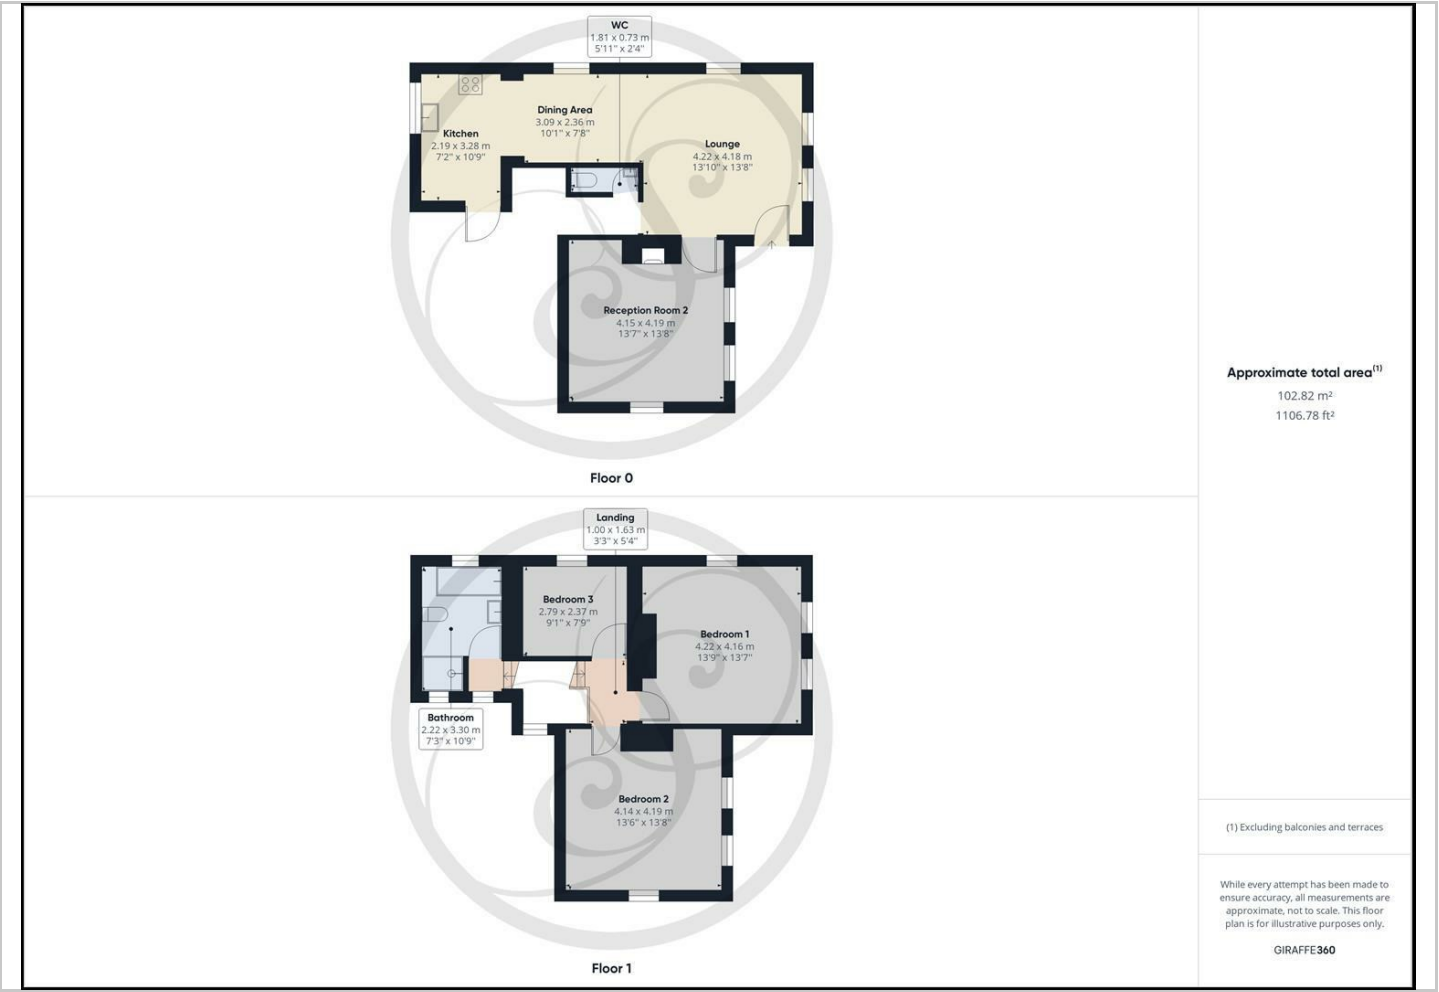 WC
1.81 x 0.73 m
5'11" x 2'4"
Dining Area
3.09 x 2.36 m
10'1" x 7'8"
Kitchen
2.19 x 3.28 m
7'2" x 10'9"
Lounge
4.22 x 4.18 m
13'10" x 13'8"
Reception Room 2
4.15 x 4.19 m
13'7" x 13'8"
Floor 0
Landing
1.00 x 1.63 m
3'3" x 5'4"
Bedroom 3
2.79 x 2.37 m
9'1" x 7'9"
Bedroom 1
4.22 x 4.16 m
13'9" x 13'7"
Bathroom
2.22 x 3.30 m
7'3" x 10'9"
Bedroom 2
4.14 x 4.19 m
13'6" x 13'8"
Floor 1
Approximate total area(1)
102.82 m²
1106.78 ft²
(1) Excluding balconies and terraces
While every attempt has been made to
ensure accuracy, all measurements are
approximate, not to scale. This floor
plan is for illustrative purposes only.
GIRAFFE360